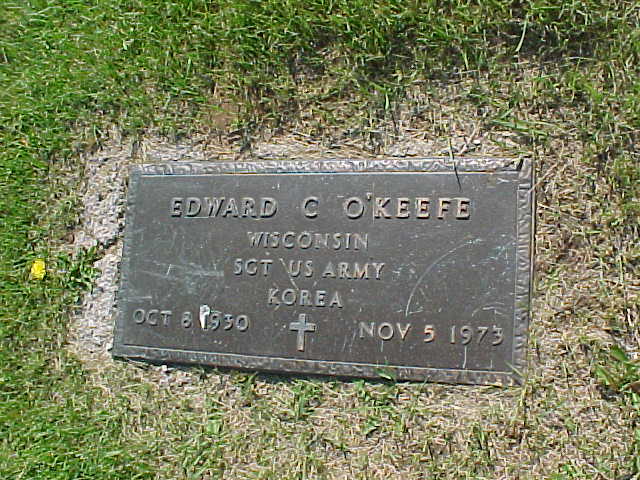 EDWARD C O'KEEFE
WISCONSIN
SGT US ARMY
KOREA
OCT 8 1930 NOV 5 1973